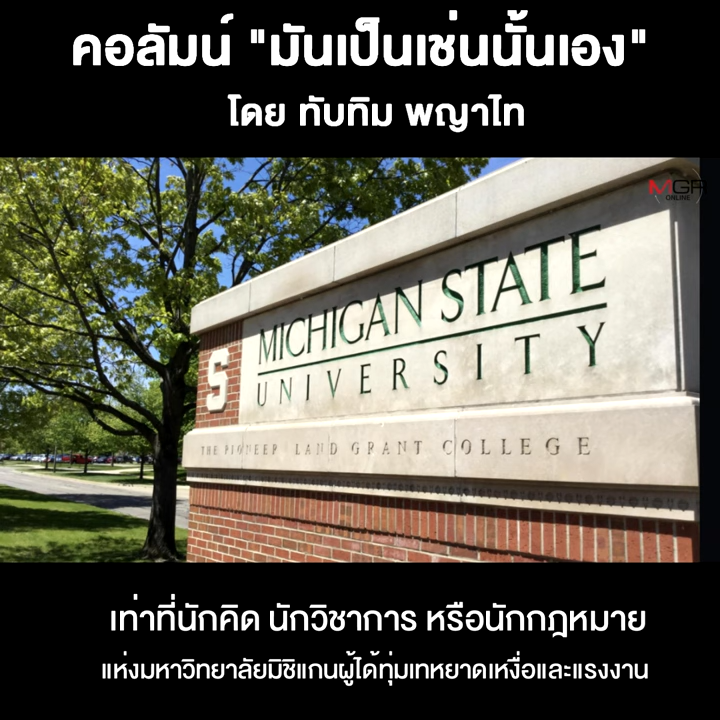 คอลัมน์ "มันเป็นเช่นนั้นเอง"
โดย ทับทิม พญาไท
MGR
ONLINE
MICHIGAN STATE
UNIVERSITY
S
THE PIONEER LAND GRANT COLLEGE
เท่าที่นักคิด นักวิชาการ หรือนักกฎหมาย
แห่งมหาวิทยาลัยมิชิแกนผู้ได้ทุ่มเทหยาดเหงื่อและแรงงาน